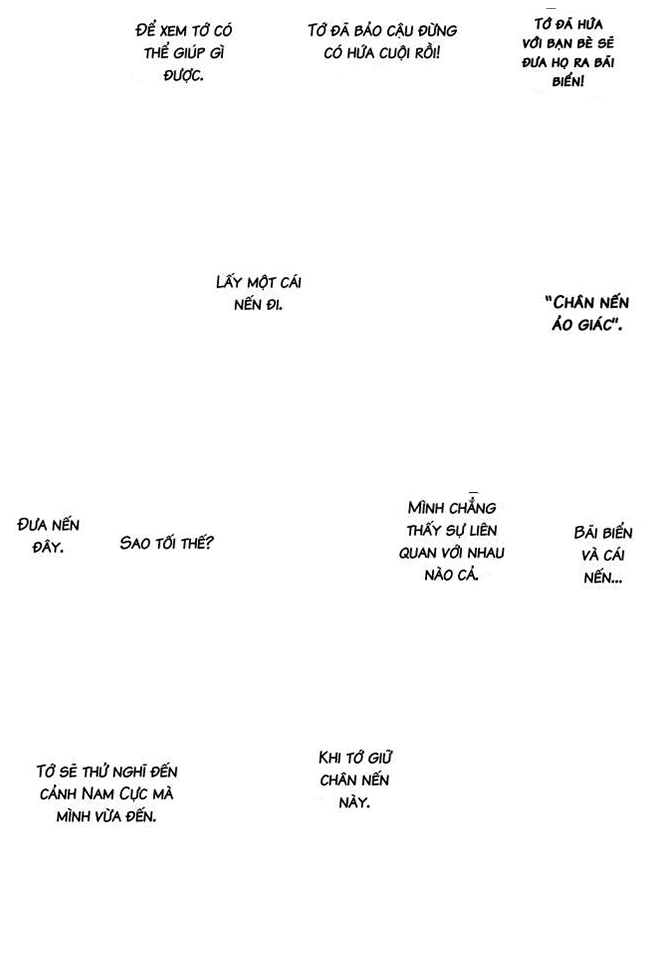 TỚ ĐÃ HỨA
VỚI BẠN BÈ SẼ
ĐƯA HỌ RA BÃI
BIỂN!
TỚ ĐÃ BẢO CẬU ĐỪNG
CÓ HỨA CUỘI RỒI!
ĐỂ XEM TỚ CÓ
THỂ GIÚP GÌ
ĐƯỢC.
"CHÂN NẾN
ẢO GIÁC".
LẤY MỘT CÁI
NẾN ĐI.
BÃI BIỂN
VÀ CÁI
NẾN...
MÌNH CHẲNG
THẤY SỰ LIÊN
QUAN VỚI NHAU
NÀO CẢ.
SAO TỐI THẾ?
ĐƯA NẾN
ĐÂY.
KHI TỚ GIỮ
CHÂN NẾN
NÀY.
TỚ SẼ THỬ NGHĨ ĐẾN
CẢNH NAM CỰC MÀ
MÌNH VỪA ĐẾN.